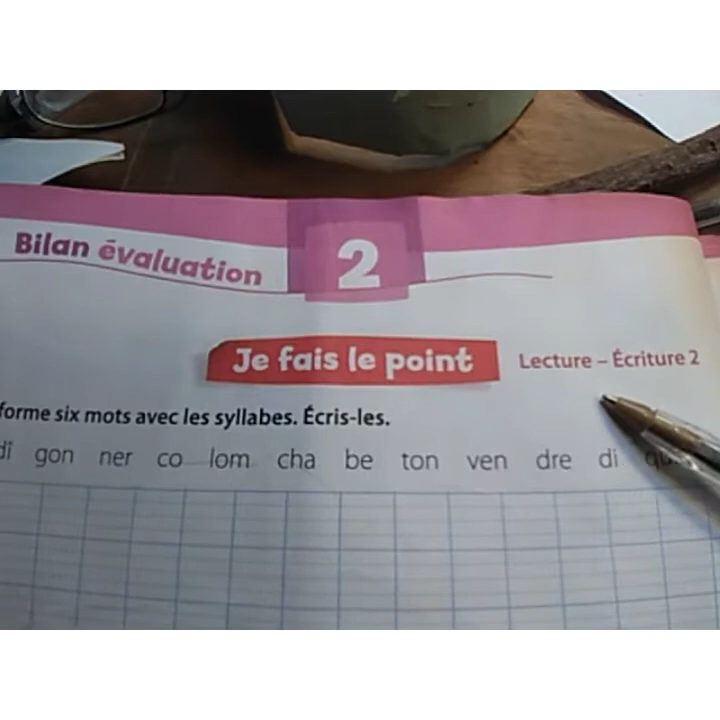 Bilan évaluation 2
Je fais le point
Lecture – Écriture 2
forme six mots avec les syllabes. Écris-les.
di gon ner co lom cha be ton ven dre di